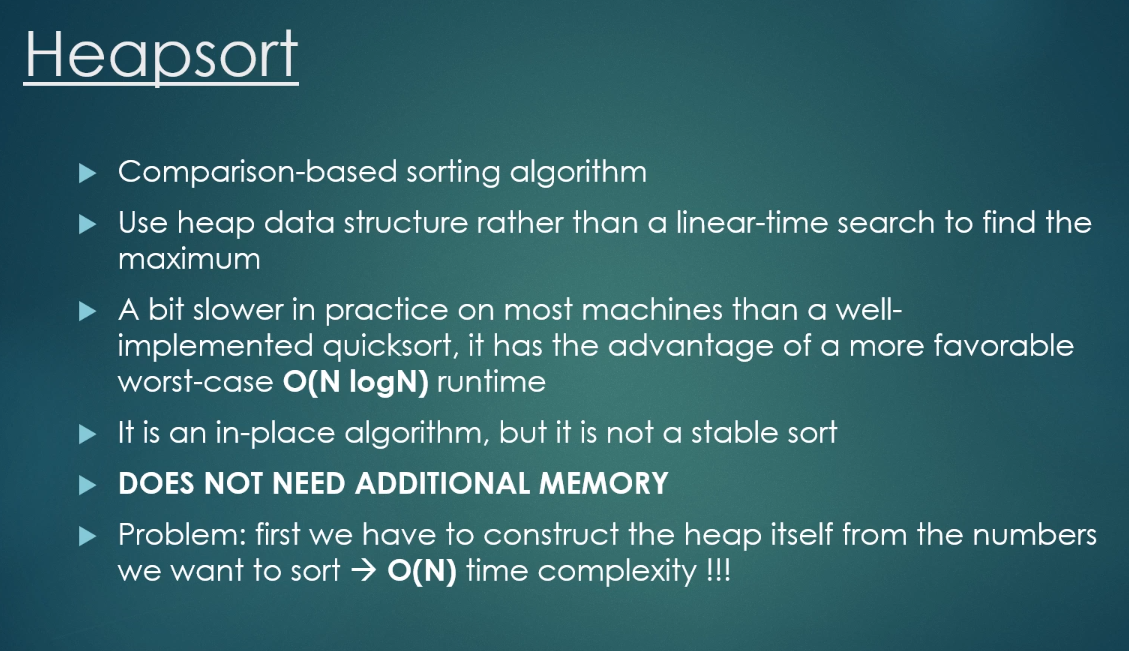 Heapsort
Comparison-based sorting algorithm
Use heap data structure rather than a linear-time search to find the
maximum
A bit slower in practice on most machines than a well-
implemented quicksort, it has the advantage of a more favorable
worst-case O(N logN) runtime
It is an in-place algorithm, but it is not a stable sort
DOES NOT NEED ADDITIONAL MEMORY
Problem: first we have to construct the heap itself from the numbers
we want to sort → O(N) time complexity !!!